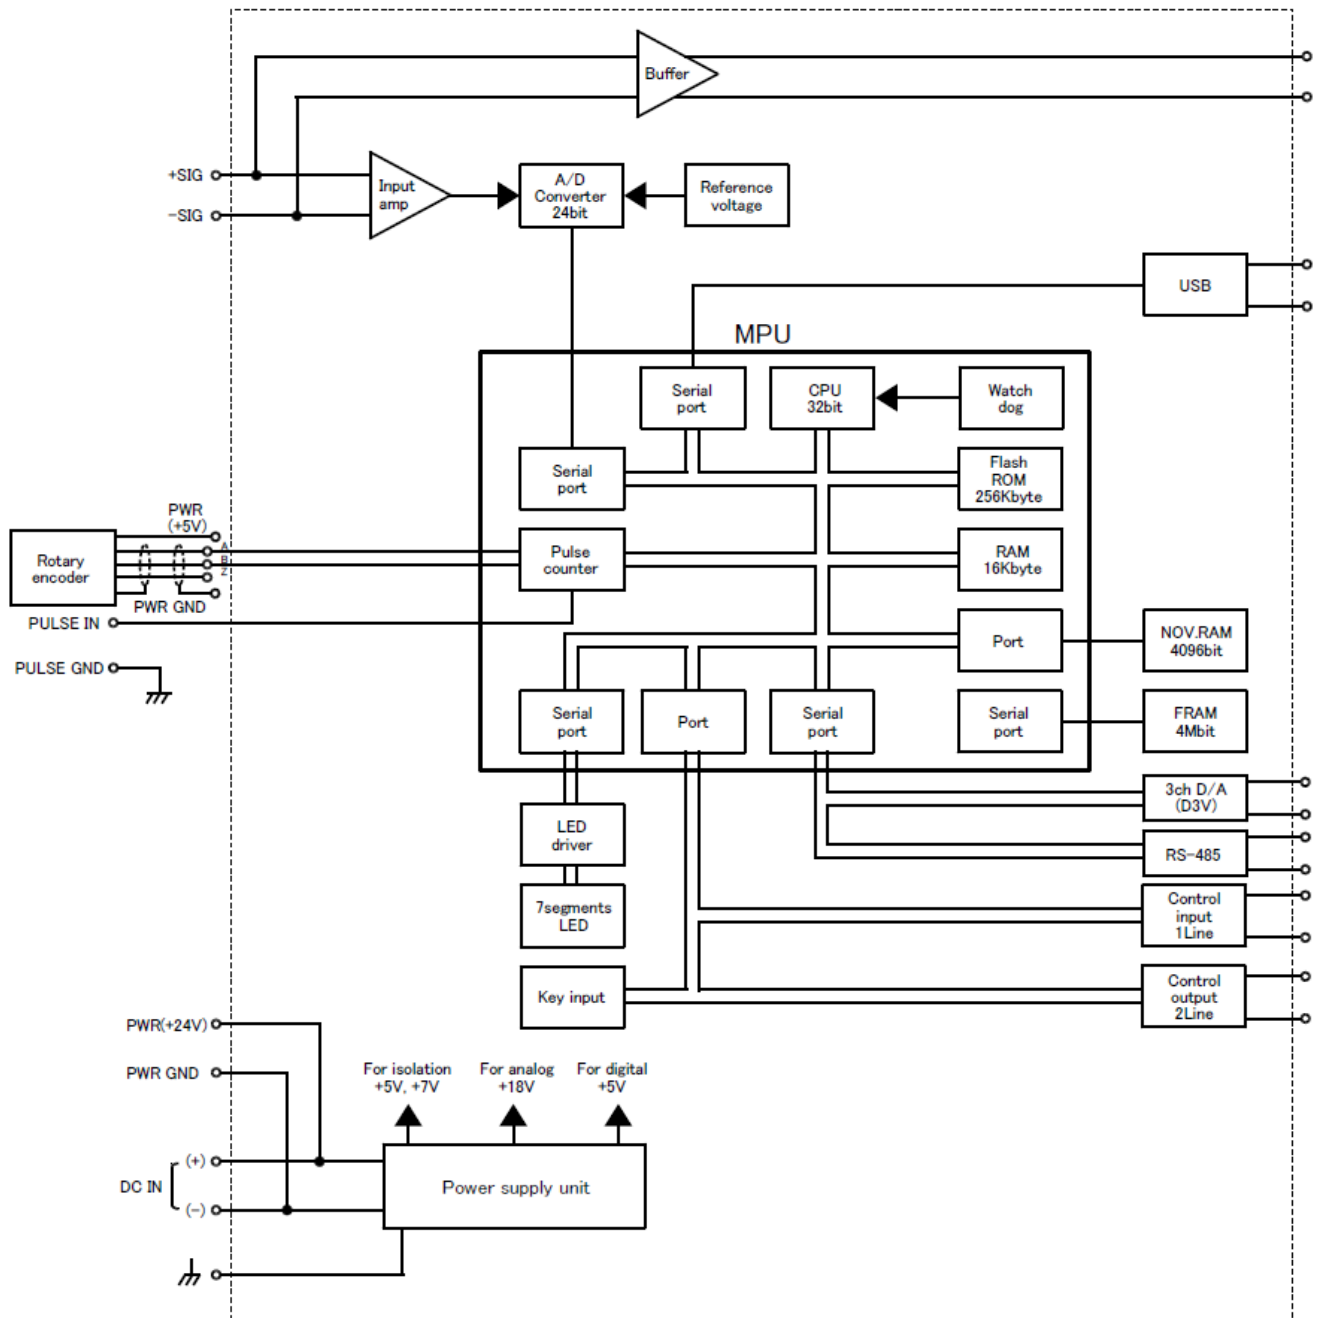 Buffer
+SIG
-SIG
Input
amp
A/D
Converter
24bit
Reference
voltage
USB
MPU
Serial
port
CPU
32bit
Watch
dog
Serial
port
Flash
ROM
256Kbyte
PWR
(+5V)
Rotary
encoder
A
B
Z
PWR GND
Pulse
counter
RAM
16Kbyte
PULSE IN
PULSE GND
Port
NOV.RAM
4096bit
Serial
port
Port
Serial
port
Serial
port
FRAM
4Mbit
3ch D/A
(D3V)
LED
driver
RS-485
7segments
LED
Control
input
1Line
Key input
Control
output
2Line
PWR(+24V)
PWR GND
For isolation
+5V, +7V
For analog
+18V
For digital
+5V
DC IN
(+)
(-)
Power supply unit